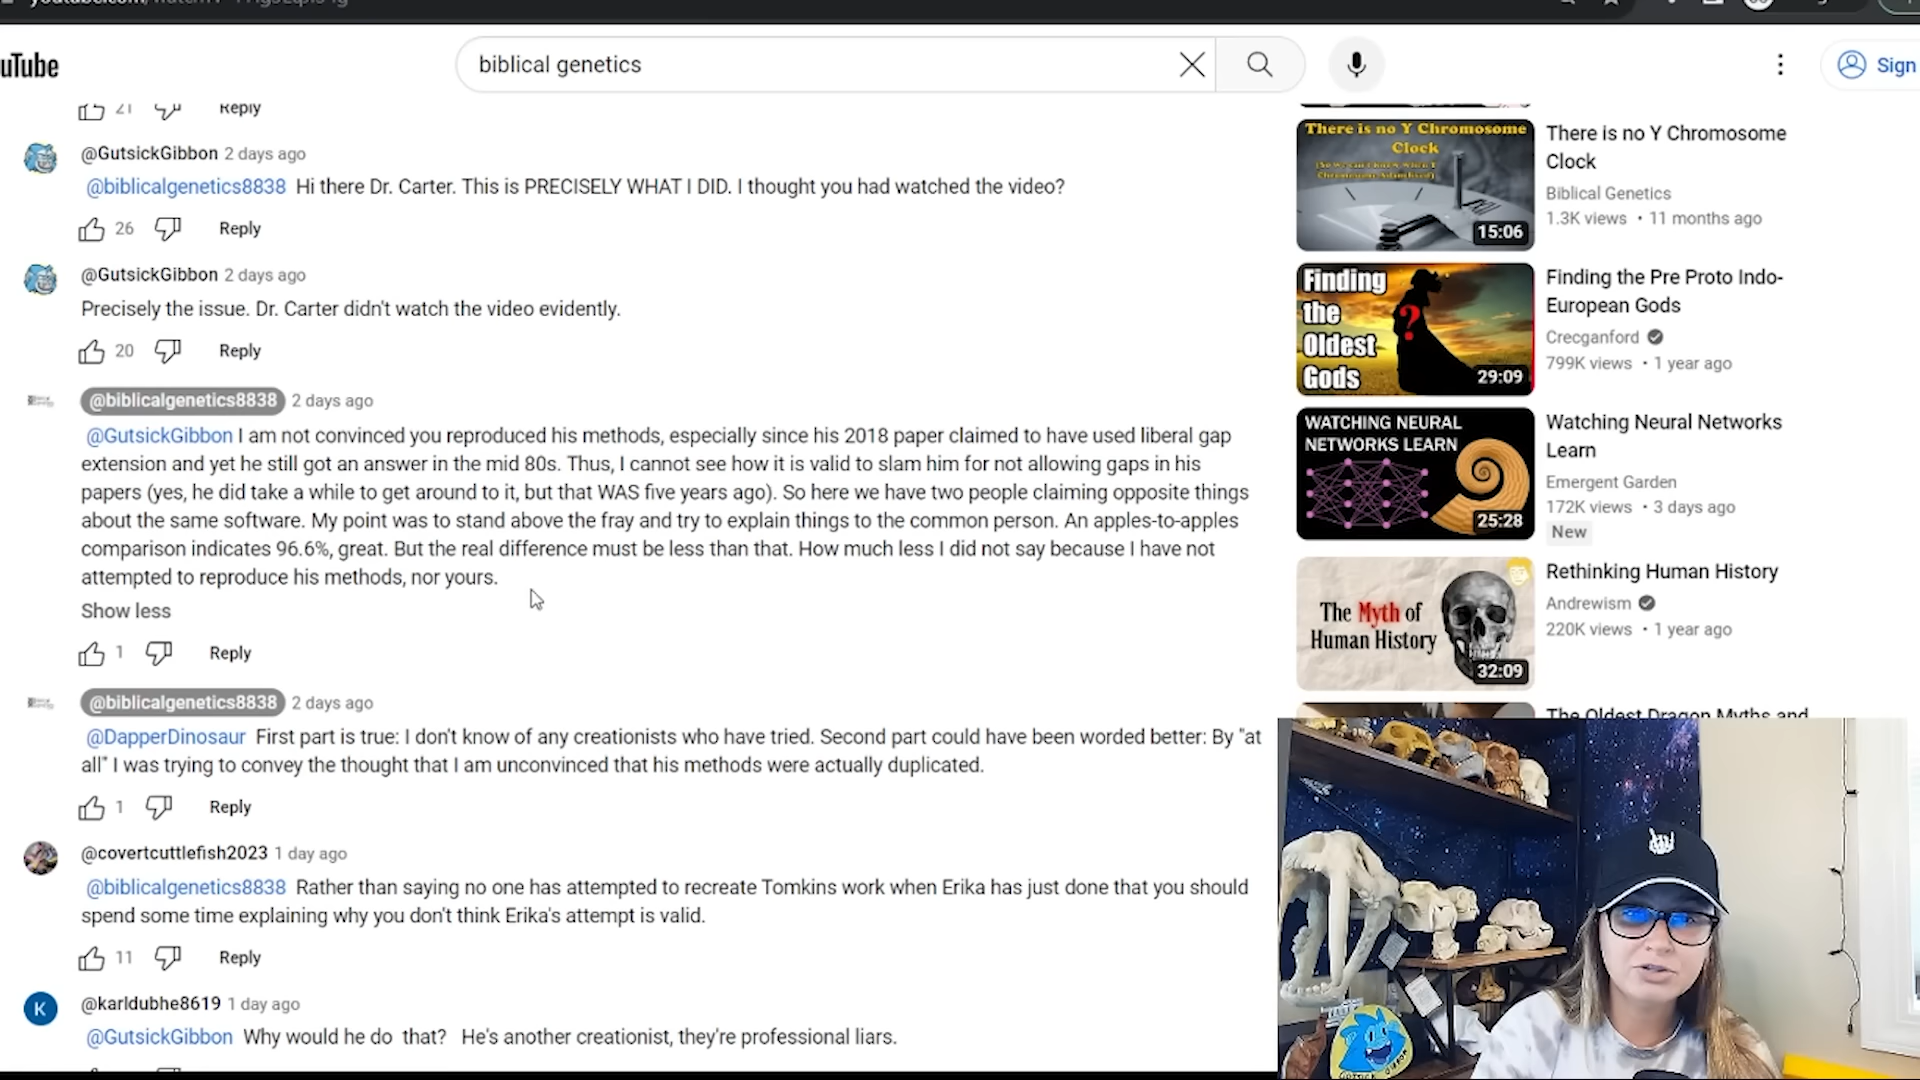 uTube
biblical genetics
Sign
21 Reply
@GutsickGibbon 2 days ago
@biblicalgenetics8838 Hi there Dr. Carter. This is PRECISELY WHAT I DID. I thought you had watched the video?
26 Reply
@GutsickGibbon 2 days ago
Precisely the issue. Dr. Carter didn't watch the video evidently.
20 Reply
@biblicalgenetics8838 2 days ago
@GutsickGibbon I am not convinced you reproduced his methods, especially since his 2018 paper claimed to have used liberal gap
extension and yet he still got an answer in the mid 80s. Thus, I cannot see how it is valid to slam him for not allowing gaps in his
papers (yes, he did take a while to get around to it, but that WAS five years ago). So here we have two people claiming opposite things
about the same software. My point was to stand above the fray and try to explain things to the common person. An apples-to-apples
comparison indicates 96.6%, great. But the real difference must be less than that. How much less I did not say because I have not
attempted to reproduce his methods, nor yours.
Show less
1 Reply
@biblicalgenetics8838 2 days ago
@DapperDinosaur First part is true: I don't know of any creationists who have tried. Second part could have been worded better: By "at
all" I was trying to convey the thought that I am unconvinced that his methods were actually duplicated.
1 Reply
@covertcuttlefish2023 1 day ago
@biblicalgenetics8838 Rather than saying no one has attempted to recreate Tomkins work when Erika has just done that you should
spend some time explaining why you don't think Erika's attempt is valid.
11 Reply
K
@karldubhe8619 1 day ago
@GutsickGibbon Why would he do that? He's another creationist, they're professional liars.
There is no Y Chromosome
Clock
15:06
There is no Y Chromosome
Clock
Biblical Genetics
1.3K views • 11 months ago
Finding
the
Oldest
Gods
?
29:09
Finding the Pre Proto Indo-
European Gods
Crecganford
799K views • 1 year ago
WATCHING NEURAL
NETWORKS LEARN
25:28
Watching Neural Networks
Learn
Emergent Garden
172K views • 3 days ago
New
The Myth of
Human History
32:09
Rethinking Human History
Andrewism
220K views • 1 year ago
The Oldest Dragon Myths and